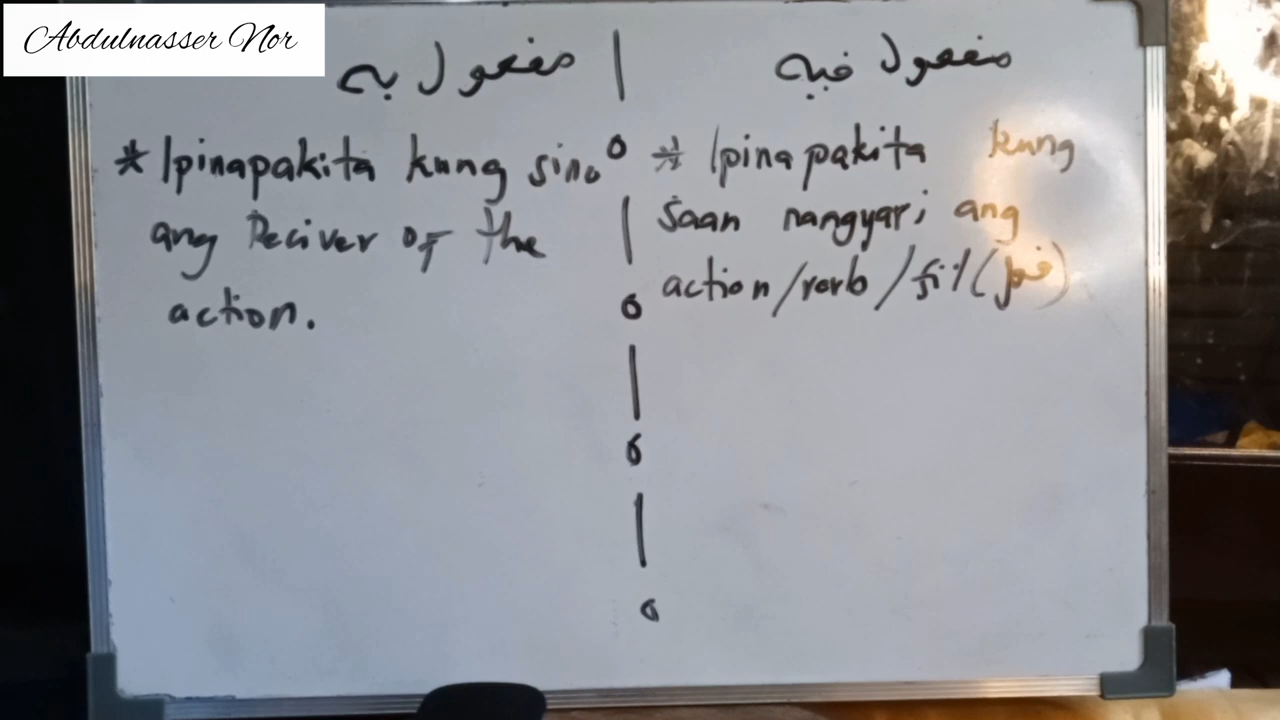 Abdulnasser Nor
مفعول به
* Ipinapakita kung sino
ang Reciver of the
action.
مفعول فيه
* Ipinapakita kung
saan nangyari ang
action/verb/fi'l(فعل)